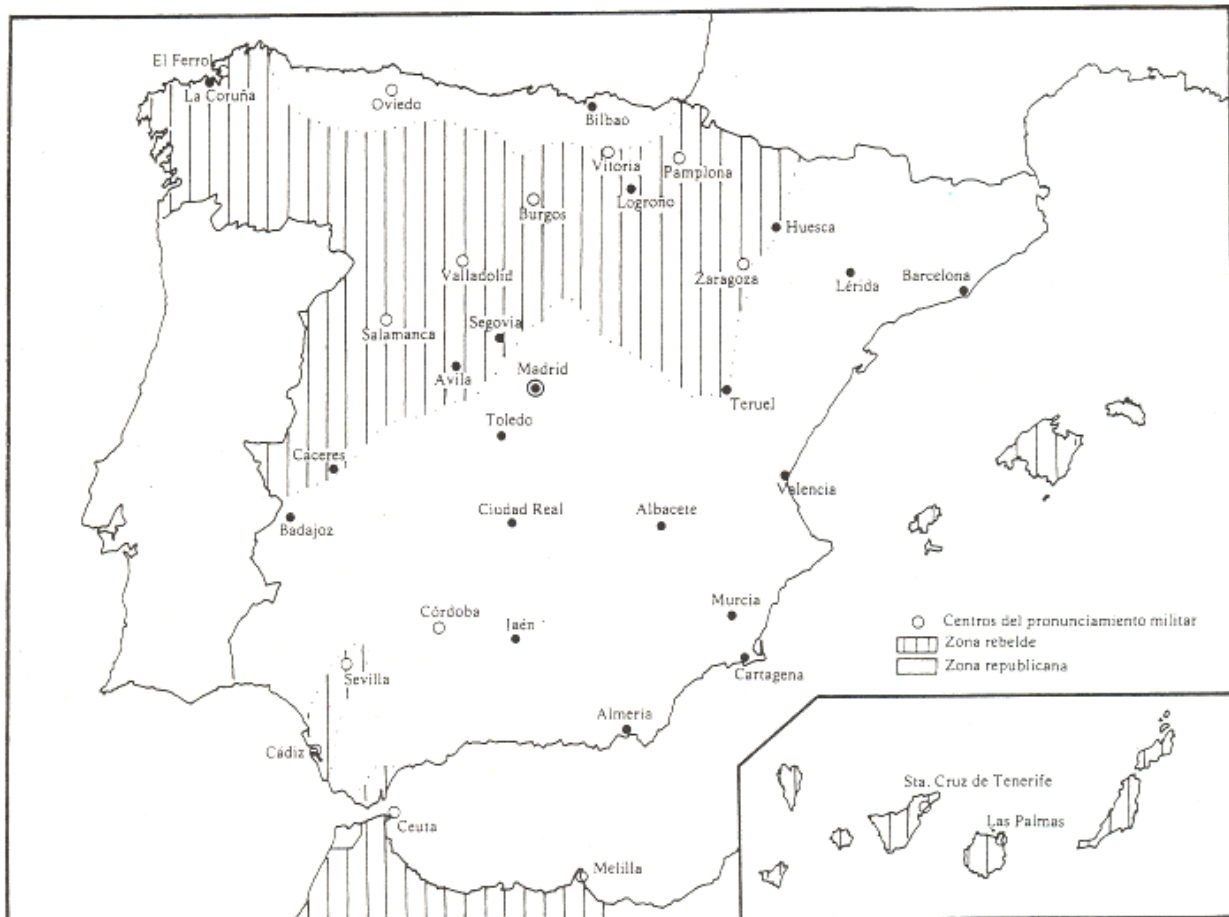 El Ferrol
La Coruña
Oviedo
Bilbao
Vitoria
Pamplona
Logroño
Burgos
Huesca
Valladolid
Zaragoza
Lérida
Barcelona
Salamanca
Segovia
Avila
Madrid
Teruel
Toledo
Cáceres
Valencia
Badajoz
Ciudad Real
Albacete
Córdoba
Jaén
Murcia
Centros del pronunciamiento militar
Zona rebelde
Zona republicana
Sevilla
Cartagena
Almeria
Cádiz
Ceuta
Melilla
Sta. Cruz de Tenerife
Las Palmas